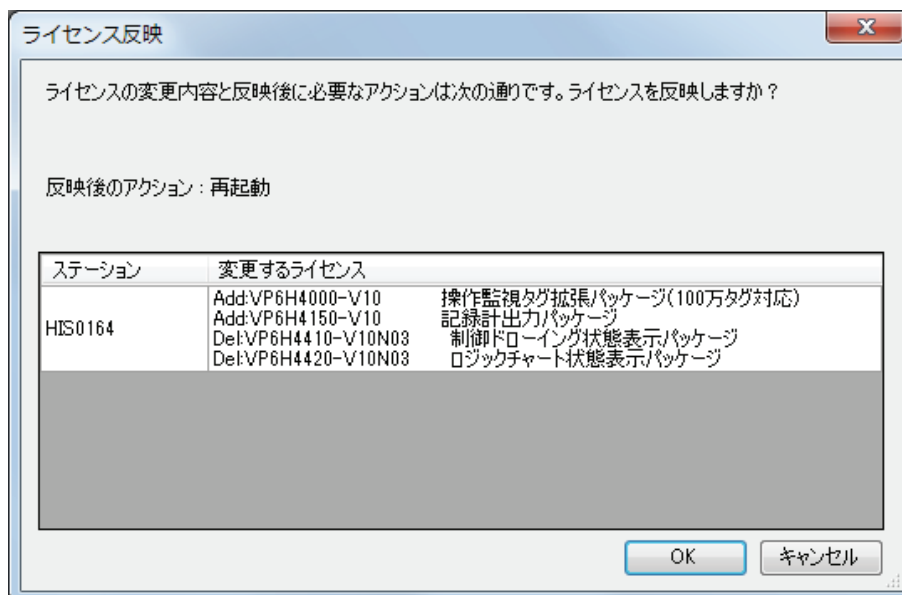 ライセンス反映
ライセンスの変更内容と反映後に必要なアクションは次の通りです。ライセンスを反映しますか？
反映後のアクション：再起動
ステーション 変更するライセンス
HIS0164
Add:VP6H4000-V10 操作監視タグ拡張パッケージ(100万タグ対応)
Add:VP6H4150-V10 記録計出力パッケージ
Del:VP6H4410-V10N03 制御ドローイング状態表示パッケージ
Del:VP6H4420-V10N03 ロジックチャート状態表示パッケージ
OK キャンセル